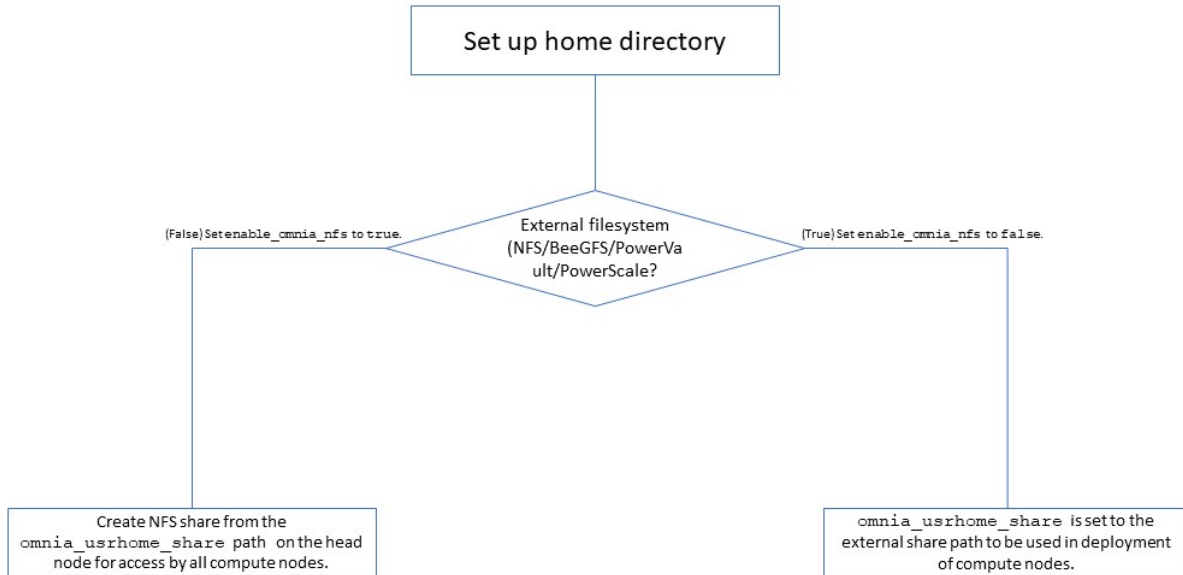 Set up home directory
External filesystem
(NFS/BeeGFS/PowerVa
ult/PowerScale?
(False) Set enable_omnia_nfs to true.
(True) Set enable_omnia_nfs to false.
Create NFS share from the
omnia_usrhome_share path on the head
node for access by all compute nodes.
omnia_usrhome_share is set to the
external share path to be used in deployment
of compute nodes.